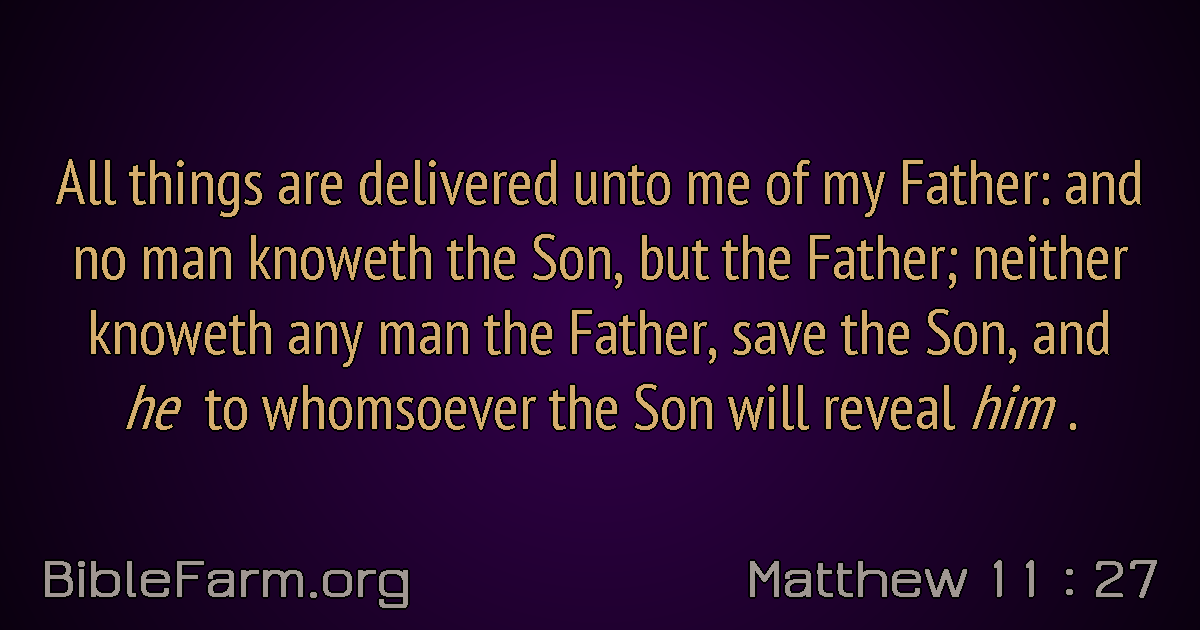 All things are delivered unto me of my Father: and
no man knoweth the Son, but the Father; neither
knoweth any man the Father, save the Son, and
he to whomsoever the Son will reveal him .
BibleFarm.org
Matthew 11 : 27